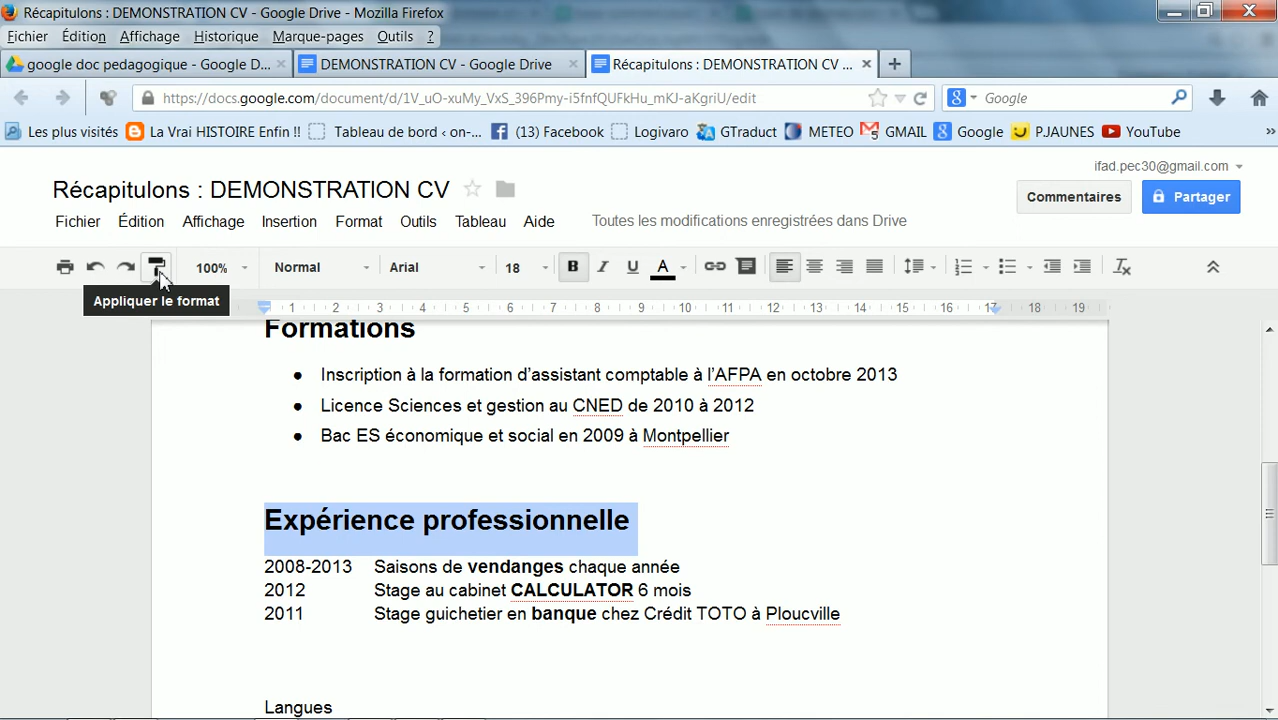 Récapitulons : DEMONSTRATION CV - Google Drive - Mozilla Firefox
Fichier Édition Affichage Historique Marque-pages Outils ?
google doc pedagogique - Google D... DEMONSTRATION CV - Google Drive Récapitulons : DEMONSTRATION CV ...
https://docs.google.com/document/d/1V_uO-xuMy_VxS_396Pmy-i5fnfQUFkHu_mKJ-aKgriU/edit Google
Les plus visités La Vrai HISTOIRE Enfin !! Tableau de bord ‹ on-... (13) Facebook Logivaro GTraduct METEO GMAIL Google PJAUNES YouTube »
ifad.pec30@gmail.com
Récapitulons : DEMONSTRATION CV
Commentaires Partager
Fichier Édition Affichage Insertion Format Outils Tableau Aide Toutes les modifications enregistrées dans Drive
100% Normal Arial 18 B I U A
Appliquer le format
1 2 3 4 5 6 7 8 9 10 11 12 13 14 15 16 17 18 19
Formations
● Inscription à la formation d’assistant comptable à l’AFPA en octobre 2013
● Licence Sciences et gestion au CNED de 2010 à 2012
● Bac ES économique et social en 2009 à Montpellier
Expérience professionnelle
2008-2013 Saisons de vendanges chaque année
2012 Stage au cabinet CALCULATOR 6 mois
2011 Stage guichetier en banque chez Crédit TOTO à Ploucville
Langues